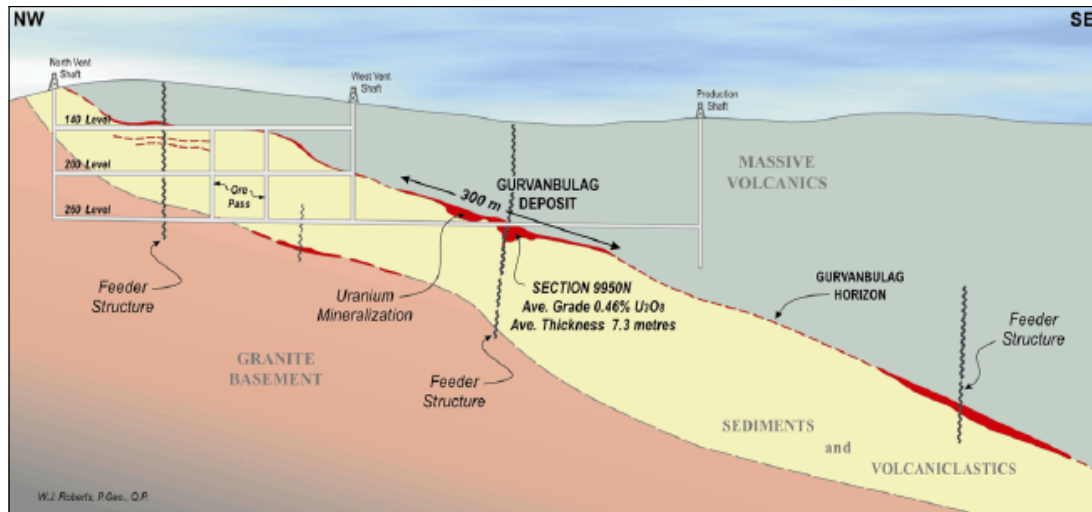 NW
SE
North Vent
Shaft
West Vent
Shaft
Production
Shaft
140 Level
200 Level
250 Level
Ore
Pass
300 m
GURVANBULAG
DEPOSIT
MASSIVE
VOLCANICS
Feeder
Structure
Uranium
Mineralization
SECTION 9950N
Ave. Grade 0.46% U₃O₈
Ave. Thickness 7.3 metres
GURVANBULAG
HORIZON
Feeder
Structure
GRANITE
BASEMENT
Feeder
Structure
SEDIMENTS
and
VOLCANICLASTICS
W.J. Roberts, P.Geo., Q.P.